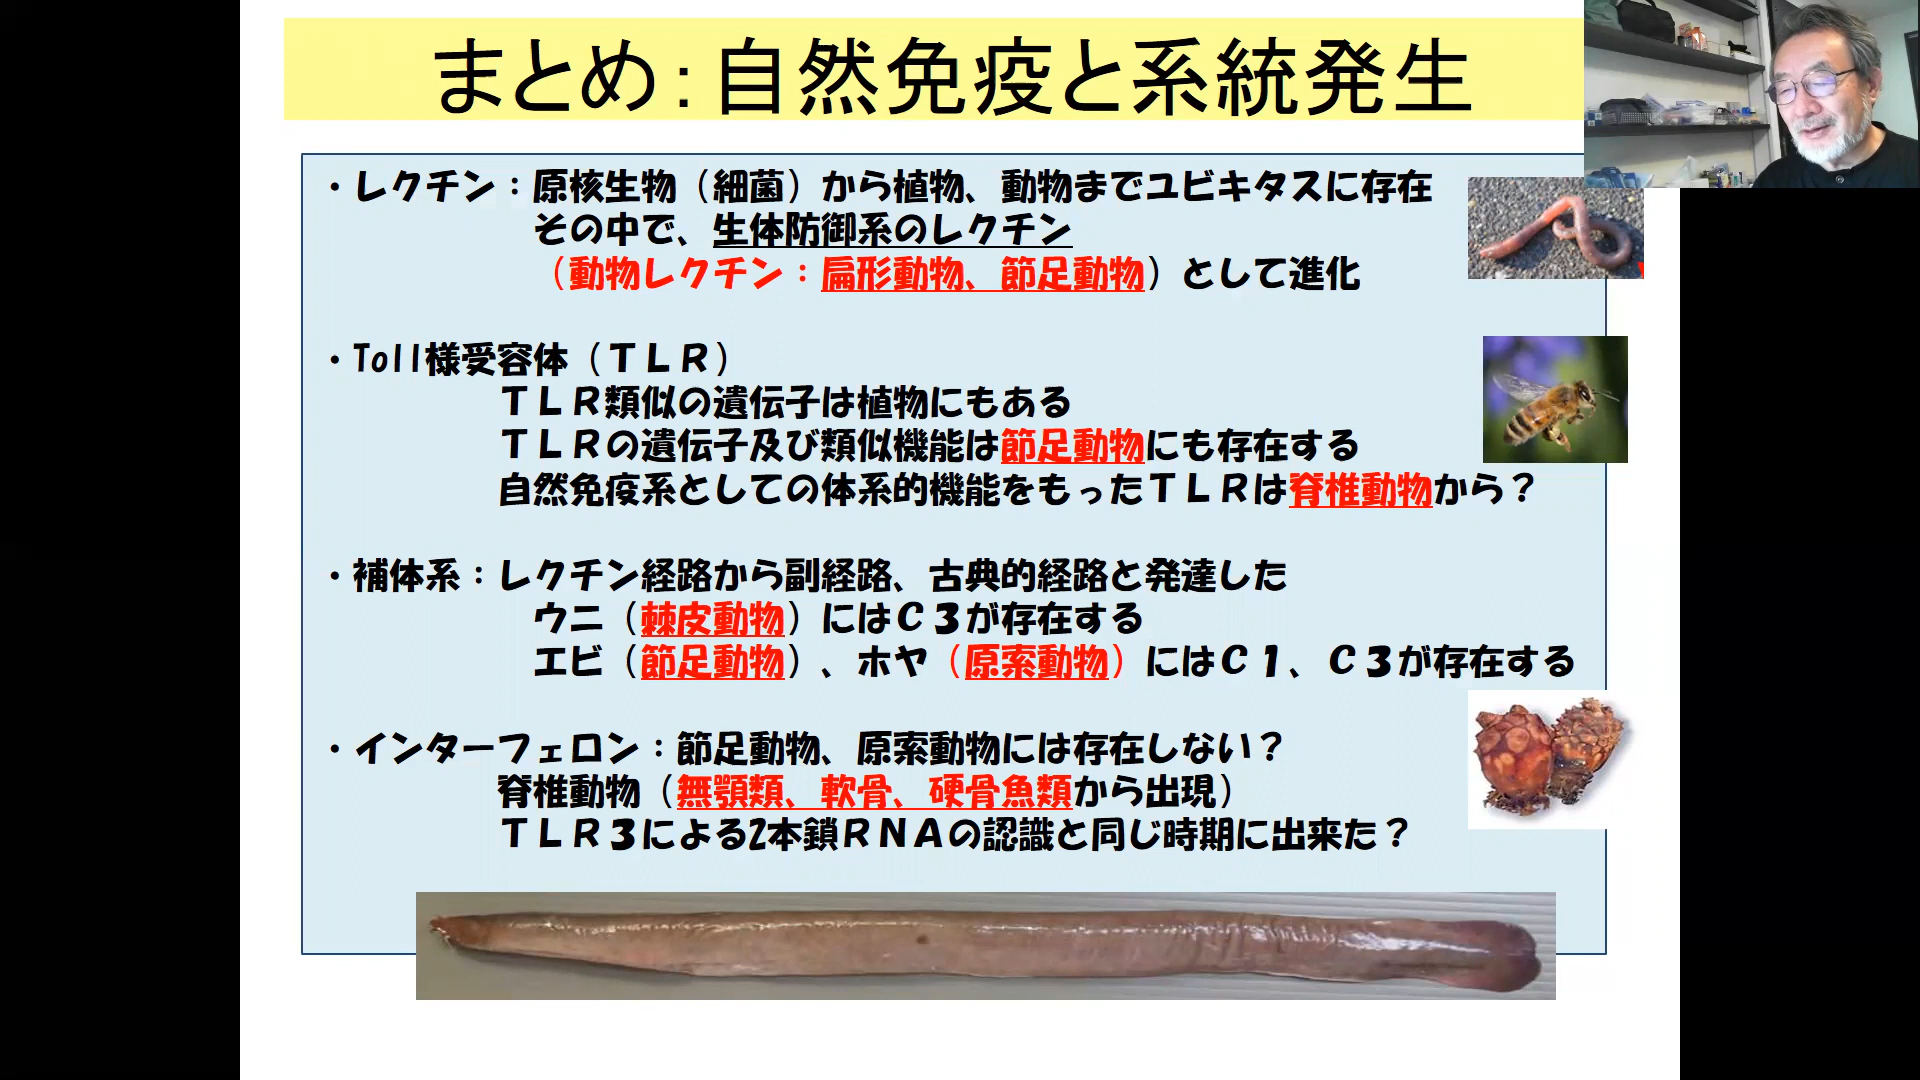 まとめ：自然免疫と系統発生
・レクチン：原核生物（細菌）から植物、動物までユビキタスに存在
その中で、生体防御系のレクチン
（動物レクチン：扁形動物、節足動物）として進化
・Toll様受容体（ＴＬＲ）
ＴＬＲ類似の遺伝子は植物にもある
ＴＬＲの遺伝子及び類似機能は節足動物にも存在する
自然免疫系としての体系的機能をもったＴＬＲは脊椎動物から？
・補体系：レクチン経路から副経路、古典的経路と発達した
ウニ（棘皮動物）にはＣ３が存在する
エビ（節足動物）、ホヤ（原索動物）にはＣ１、Ｃ３が存在する
・インターフェロン：節足動物、原索動物には存在しない？
脊椎動物（無顎類、軟骨、硬骨魚類から出現）
ＴＬＲ３による2本鎖ＲＮＡの認識と同じ時期に出来た？